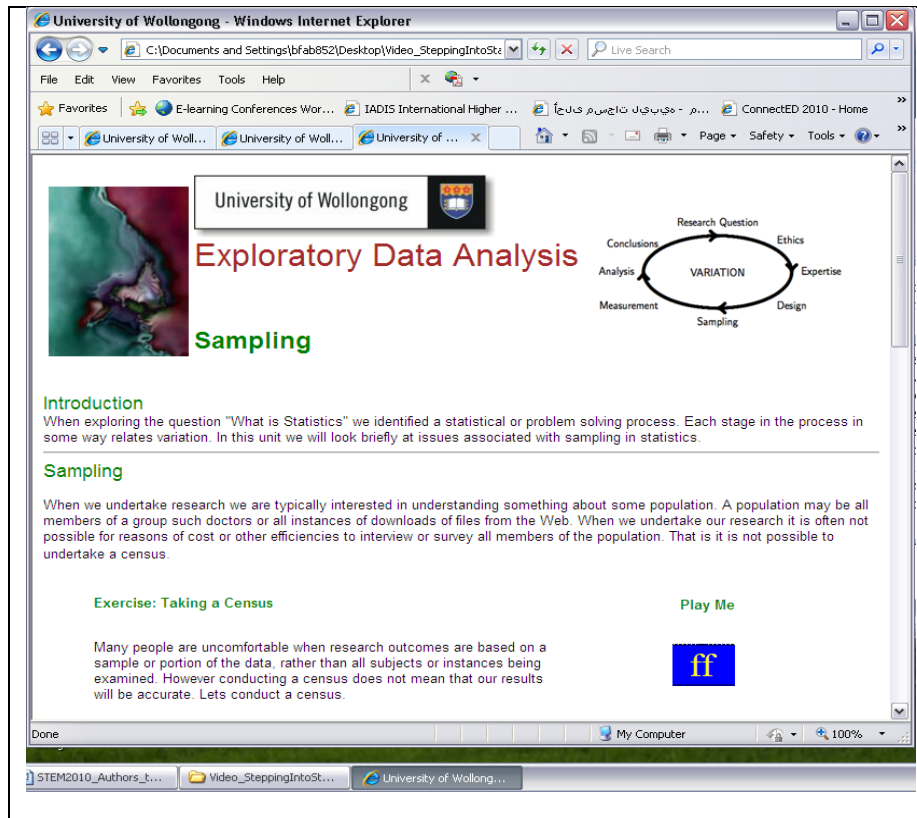 University of Wollongong - Windows Internet Explorer
C:\Documents and Settings\bfab852\Desktop\Video_SteppingIntoSta
Live Search
File Edit View Favorites Tools Help
Favorites E-learning Conferences Wor... IADIS International Higher ... م - هيبيل تاجسم ىلحأ... ConnectED 2010 - Home »
University of Woll... University of Woll... University of ... Page Safety Tools »
University of Wollongong
Exploratory Data Analysis
Sampling
Research Question
Ethics
Expertise
Design
Sampling
Measurement
Analysis
Conclusions
VARIATION
Introduction
When exploring the question "What is Statistics" we identified a statistical or problem solving process. Each stage in the process in
some way relates variation. In this unit we will look briefly at issues associated with sampling in statistics.
Sampling
When we undertake research we are typically interested in understanding something about some population. A population may be all
members of a group such doctors or all instances of downloads of files from the Web. When we undertake our research it is often not
possible for reasons of cost or other efficiencies to interview or survey all members of the population. That is it is not possible to
undertake a census.
Exercise: Taking a Census
Many people are uncomfortable when research outcomes are based on a
sample or portion of the data, rather than all subjects or instances being
examined. However conducting a census does not mean that our results
will be accurate. Lets conduct a census.
Play Me
ff
Done My Computer 100%
STEM2010_Authors_t... Video_SteppingIntoSt... University of Wollong...